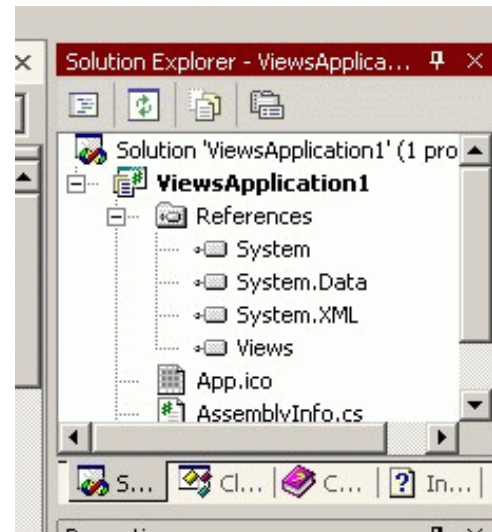 Solution Explorer - ViewsApplica...
Solution 'ViewsApplication1' (1 pro
ViewsApplication1
References
System
System.Data
System.XML
Views
App.ico
AssemblyInfo.cs
S... Cl... C... In...